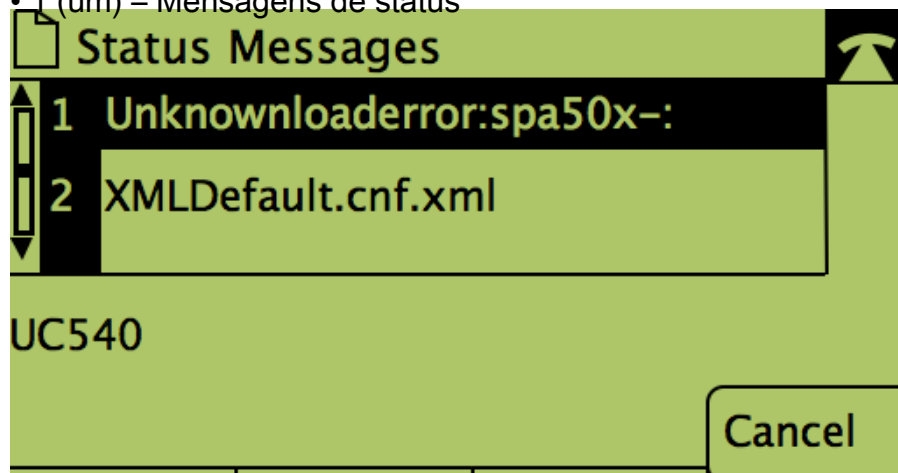 • 1 (um) – Mensagens de status
Status Messages
1 Unknownloaderror:spa50x–:
2 XMLDefault.cnf.xml
UC540
Cancel